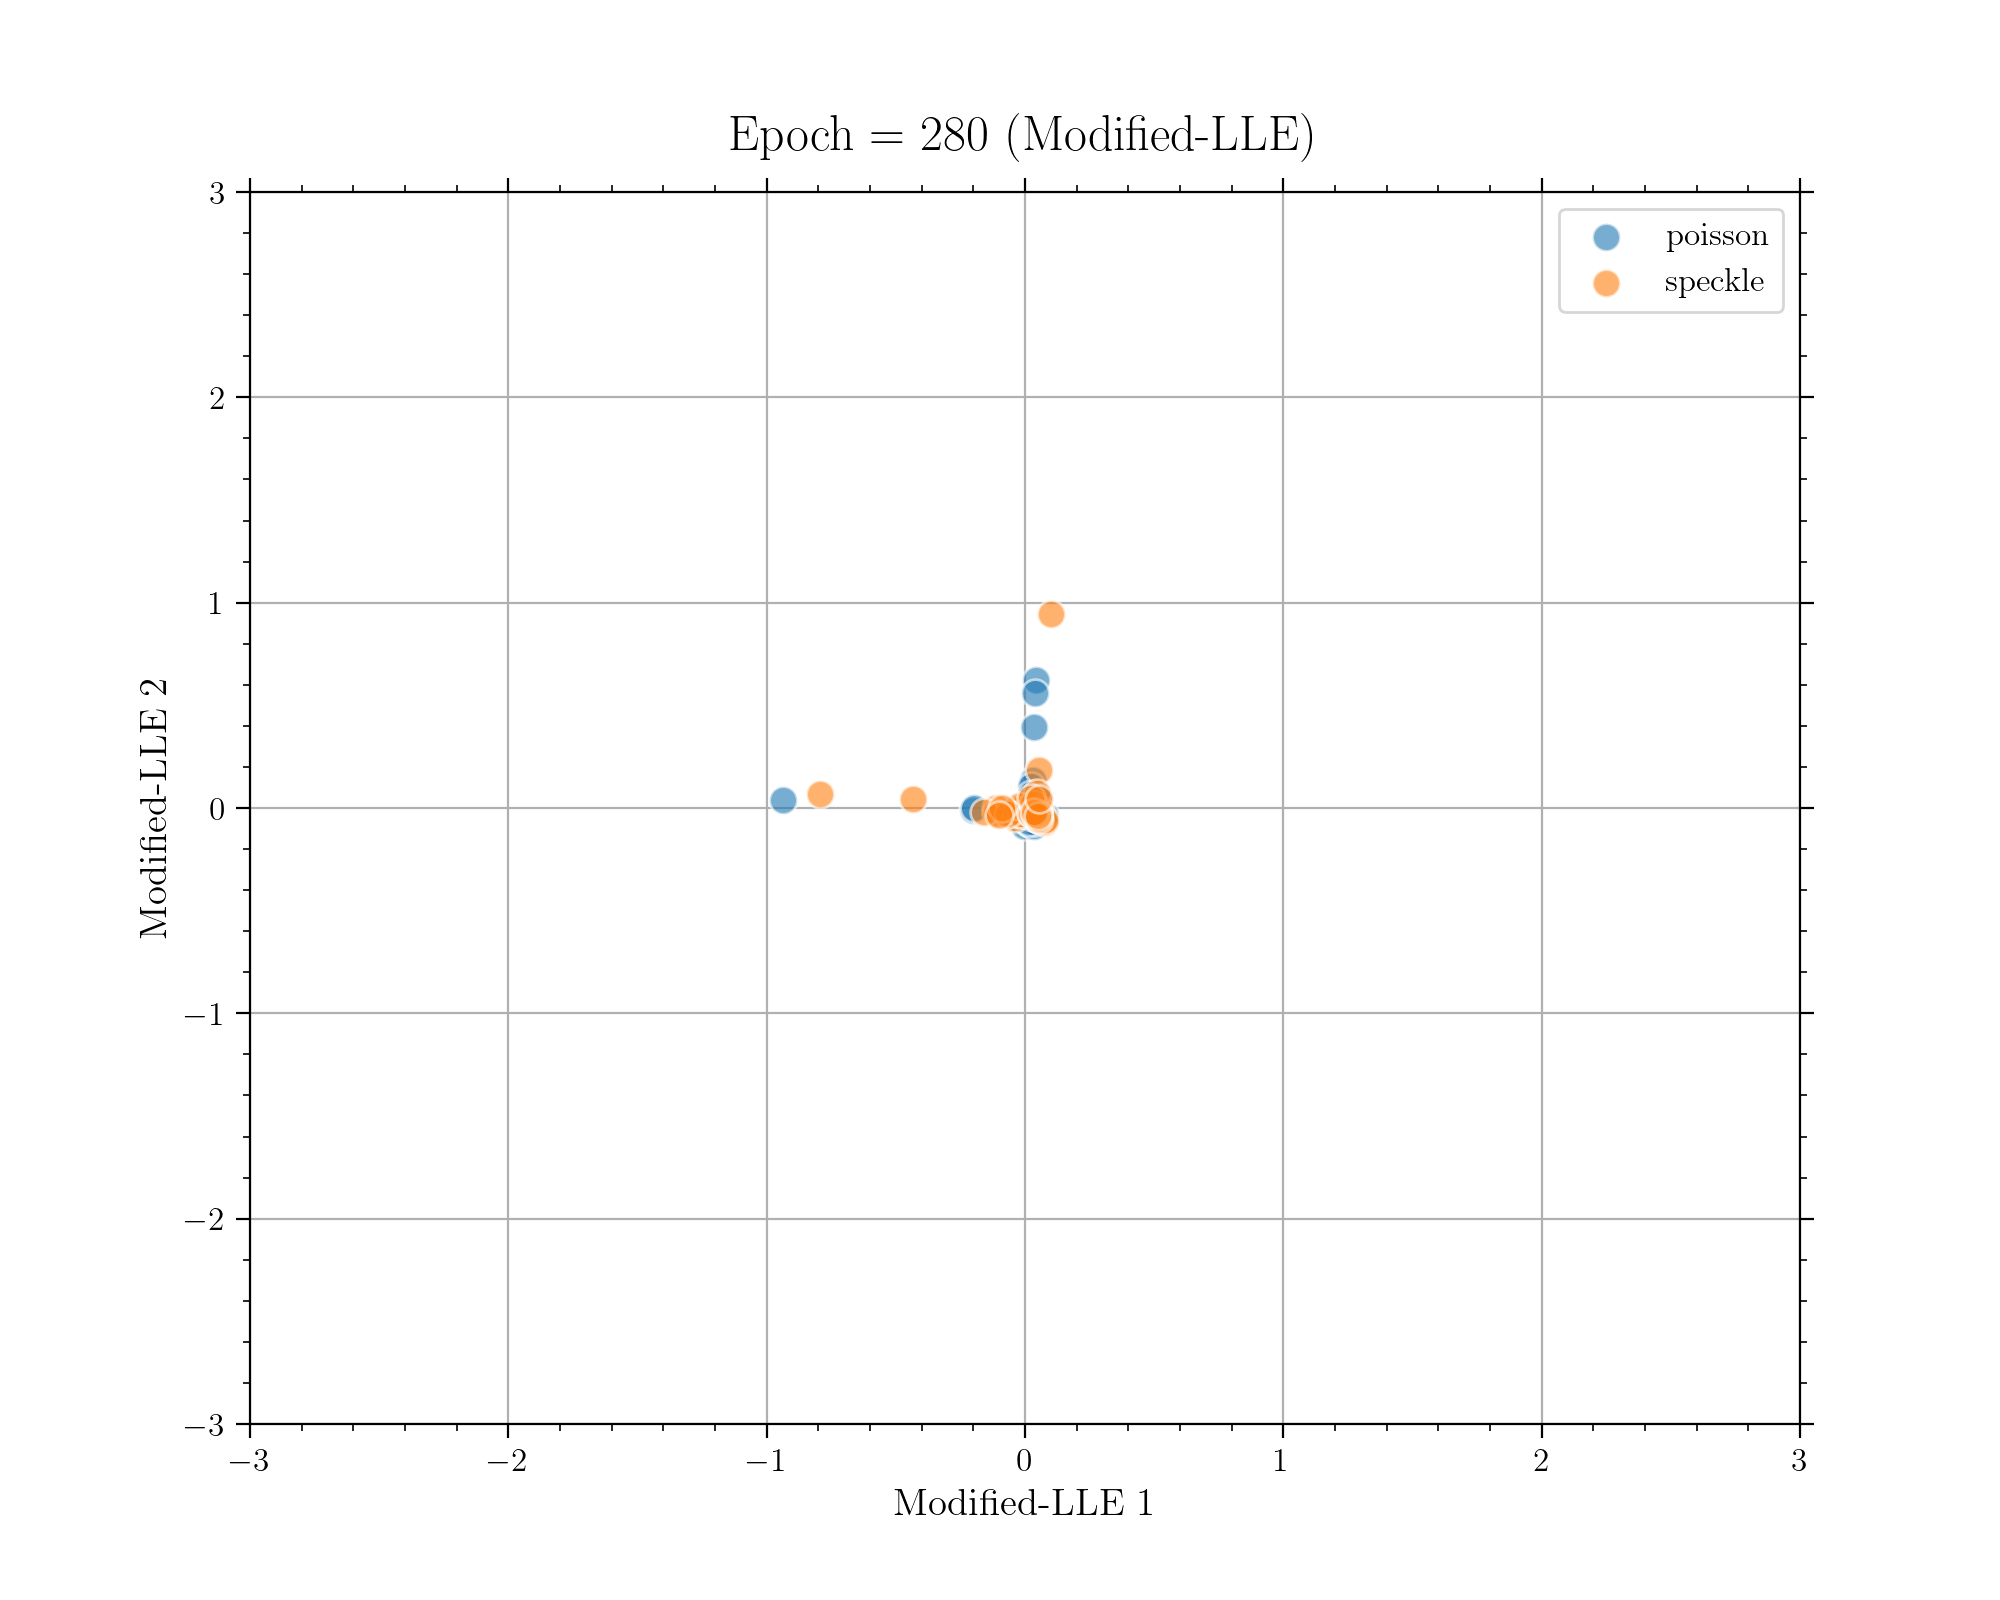 Epoch = 280 (Modified-LLE)
poisson
speckle
Modified-LLE 2
3
2
1
0
−1
−2
−3
−3 −2 −1 0 1 2 3
Modified-LLE 1